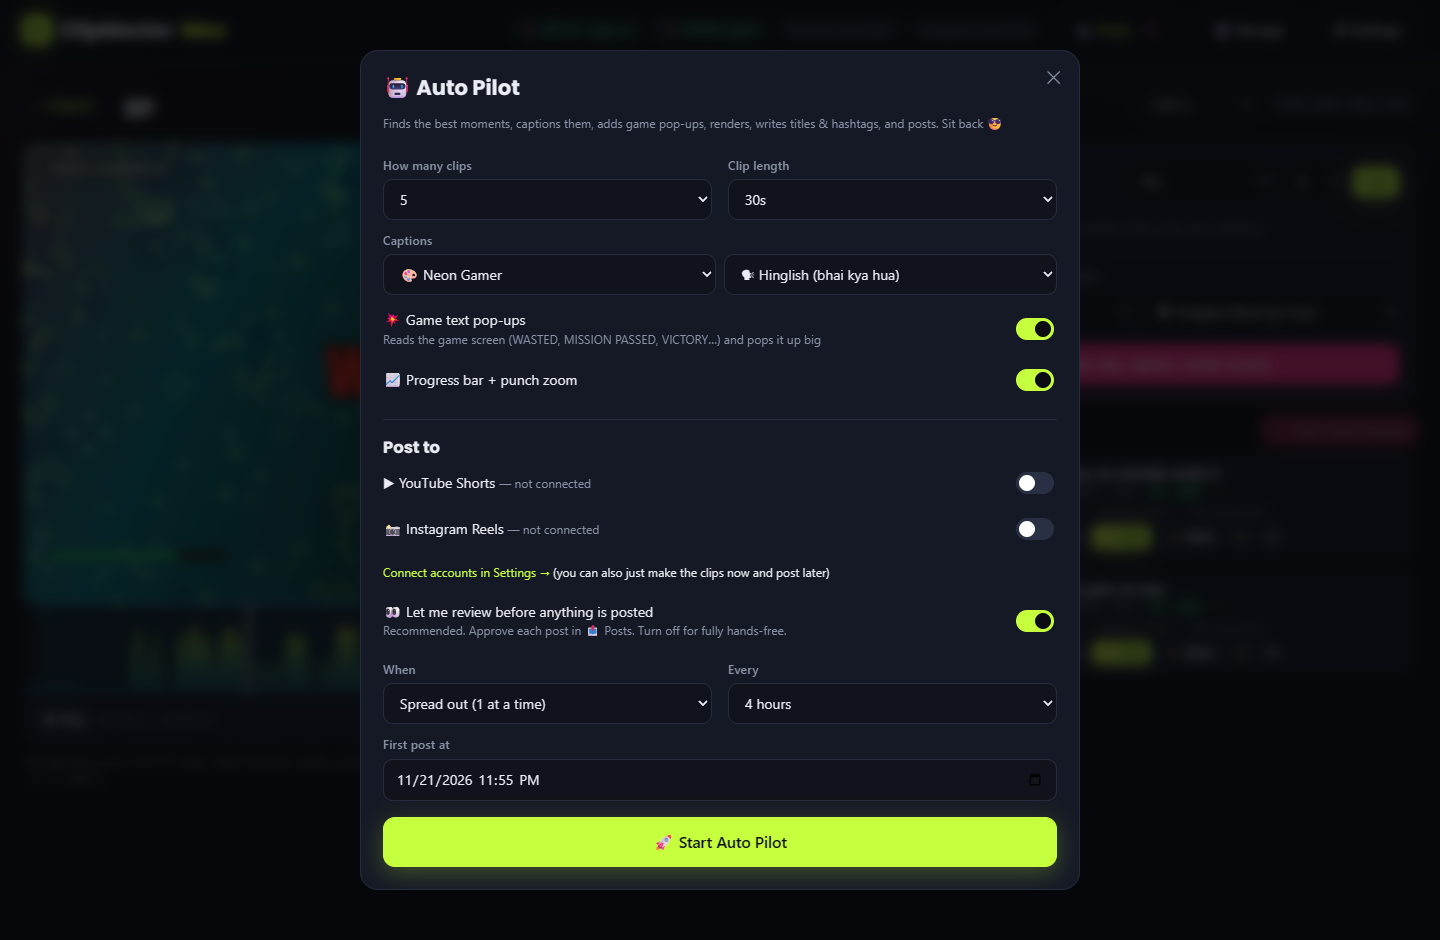 Auto Pilot
Finds the best moments, captions them, adds game pop-ups, renders, writes titles & hashtags, and posts. Sit back
How many clips
Clip length
5
30s
Captions
Neon Gamer
Hinglish (bhai kya hua)
Game text pop-ups
Reads the game screen (WASTED, MISSION PASSED, VICTORY...) and pops it up big
Progress bar + punch zoom
Post to
YouTube Shorts — not connected
Instagram Reels — not connected
Connect accounts in Settings → (you can also just make the clips now and post later)
Let me review before anything is posted
Recommended. Approve each post in Posts. Turn off for fully hands-free.
When
Every
Spread out (1 at a time)
4 hours
First post at
11/21/2026 11:55 PM
Start Auto Pilot